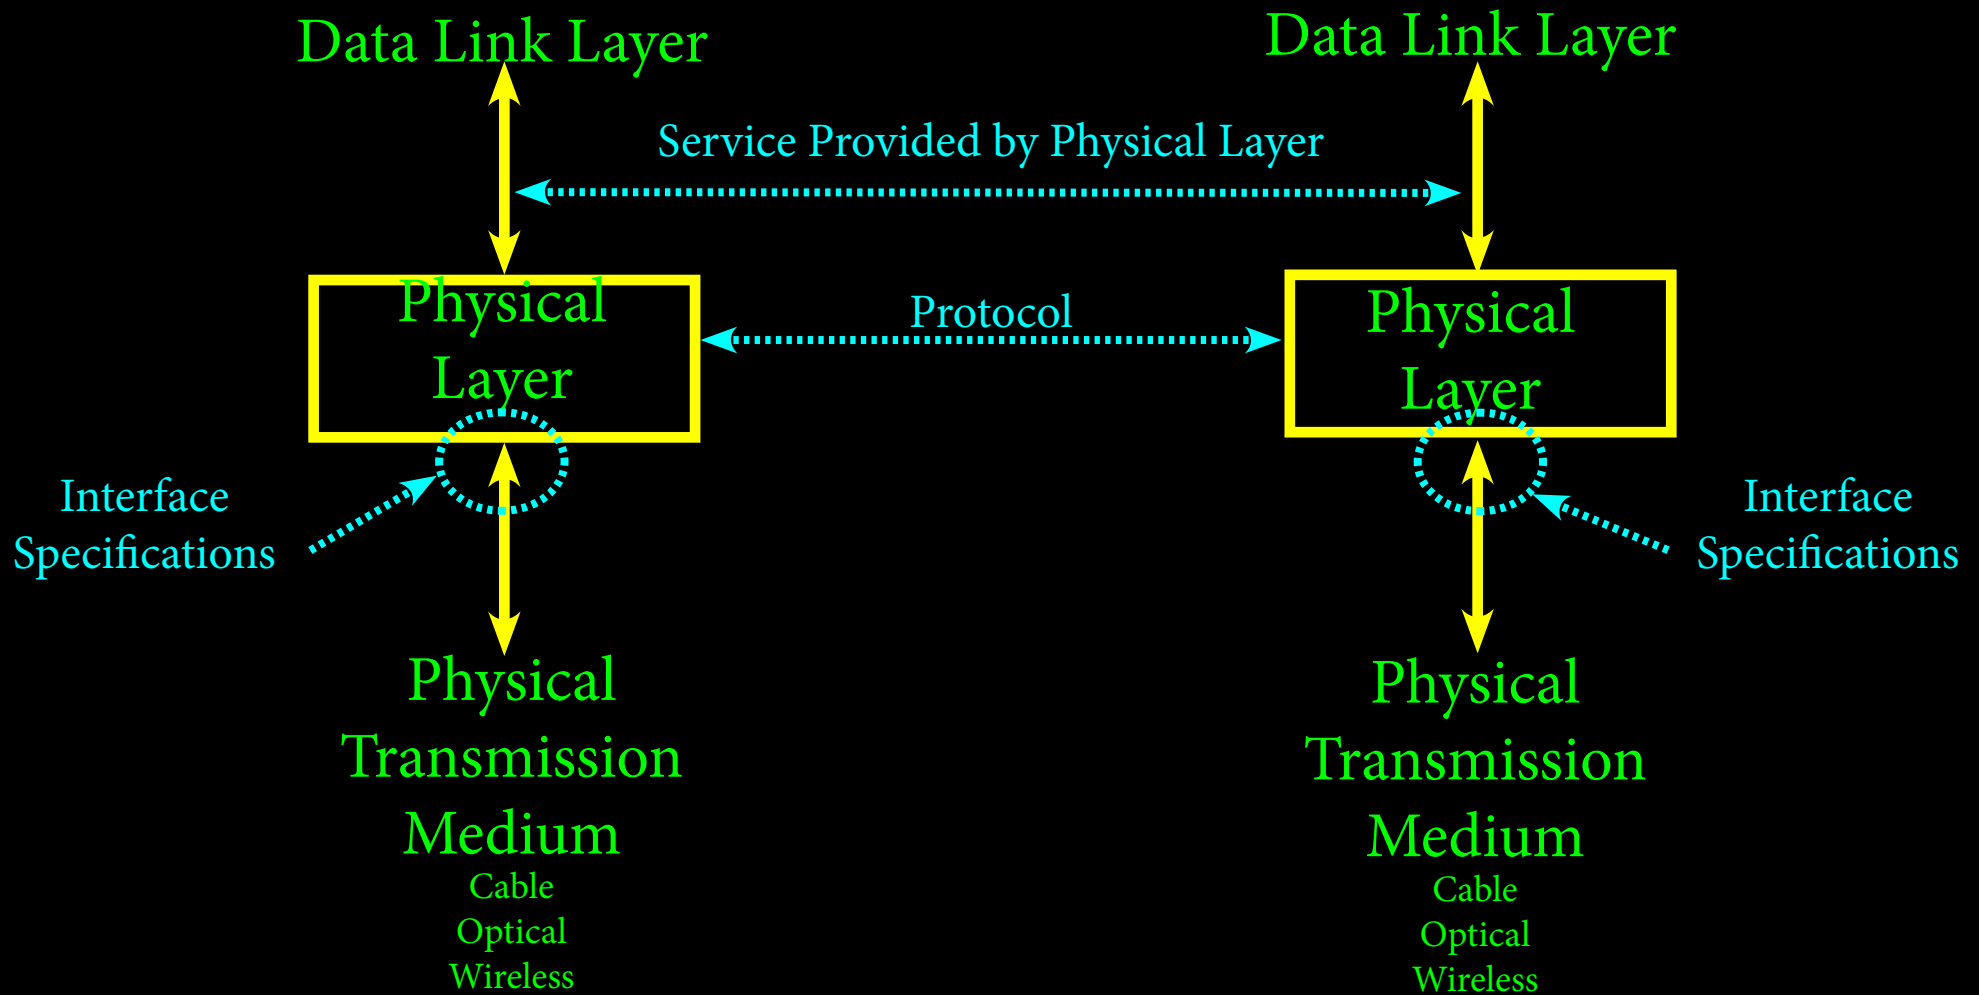 Data Link Layer
Data Link Layer
Service Provided by Physical Layer
Physical
Layer
Protocol
Physical
Layer
Interface
Specifications
Interface
Specifications
Physical
Transmission
Medium
Cable
Optical
Wireless
Physical
Transmission
Medium
Cable
Optical
Wireless